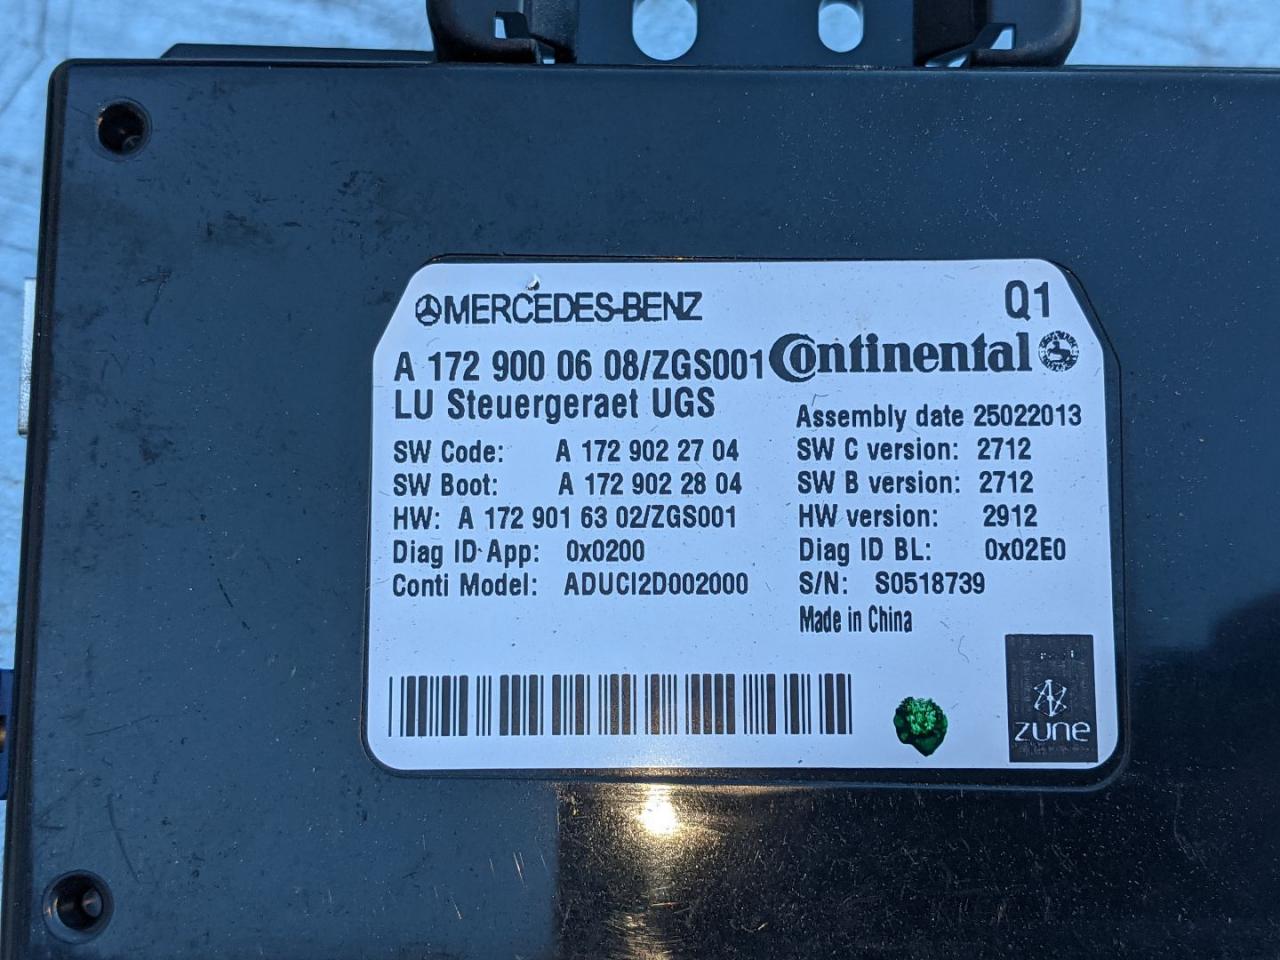 MERCEDES-BENZ
Q1
A 172 900 06 08/ZGS001
Continental
LU Steuergeraet UGS
Assembly date 25022013
SW Code: A 172 902 27 04
SW C version: 2712
SW Boot: A 172 902 28 04
SW B version: 2712
HW: A 172 901 63 02/ZGS001
HW version: 2912
Diag ID App: 0x0200
Diag ID BL: 0x02E0
Conti Model: ADUCI2D002000
S/N: S0518739
Made in China
zune